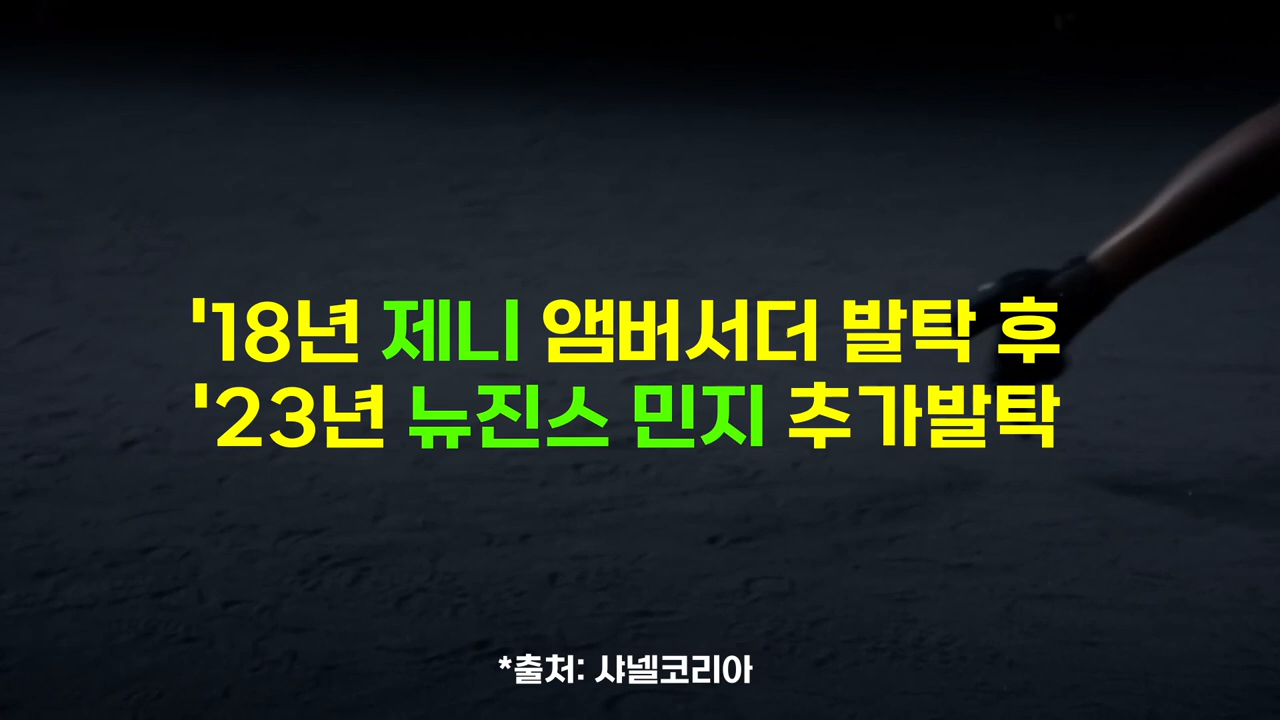 '18년 제니 앰버서더 발탁 후
'23년 뉴진스 민지 추가발탁
*출처: 샤넬코리아